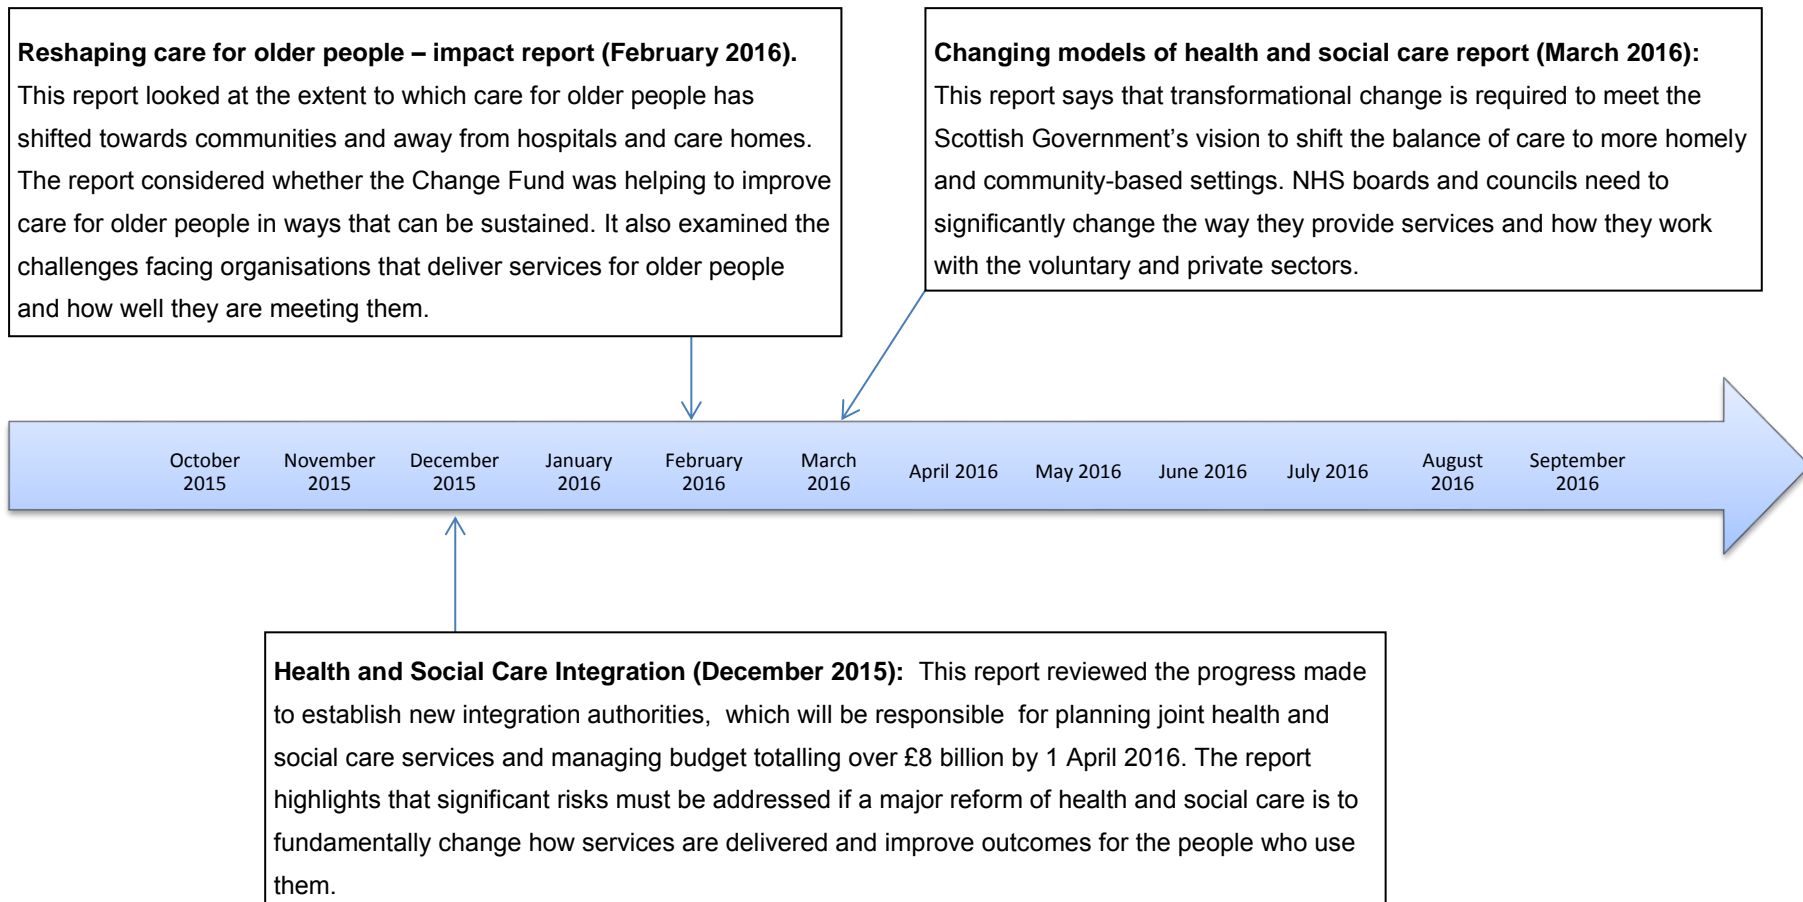 Reshaping care for older people – impact report (February 2016).
This report looked at the extent to which care for older people has
shifted towards communities and away from hospitals and care homes.
The report considered whether the Change Fund was helping to improve
care for older people in ways that can be sustained. It also examined the
challenges facing organisations that deliver services for older people
and how well they are meeting them.
Changing models of health and social care report (March 2016):
This report says that transformational change is required to meet the
Scottish Government’s vision to shift the balance of care to more homely
and community-based settings. NHS boards and councils need to
significantly change the way they provide services and how they work
with the voluntary and private sectors.
October
2015
November
2015
December
2015
January
2016
February
2016
March
2016
April 2016
May 2016
June 2016
July 2016
August
2016
September
2016
Health and Social Care Integration (December 2015): This report reviewed the progress made
to establish new integration authorities, which will be responsible for planning joint health and
social care services and managing budget totalling over £8 billion by 1 April 2016. The report
highlights that significant risks must be addressed if a major reform of health and social care is to
fundamentally change how services are delivered and improve outcomes for the people who use
them.